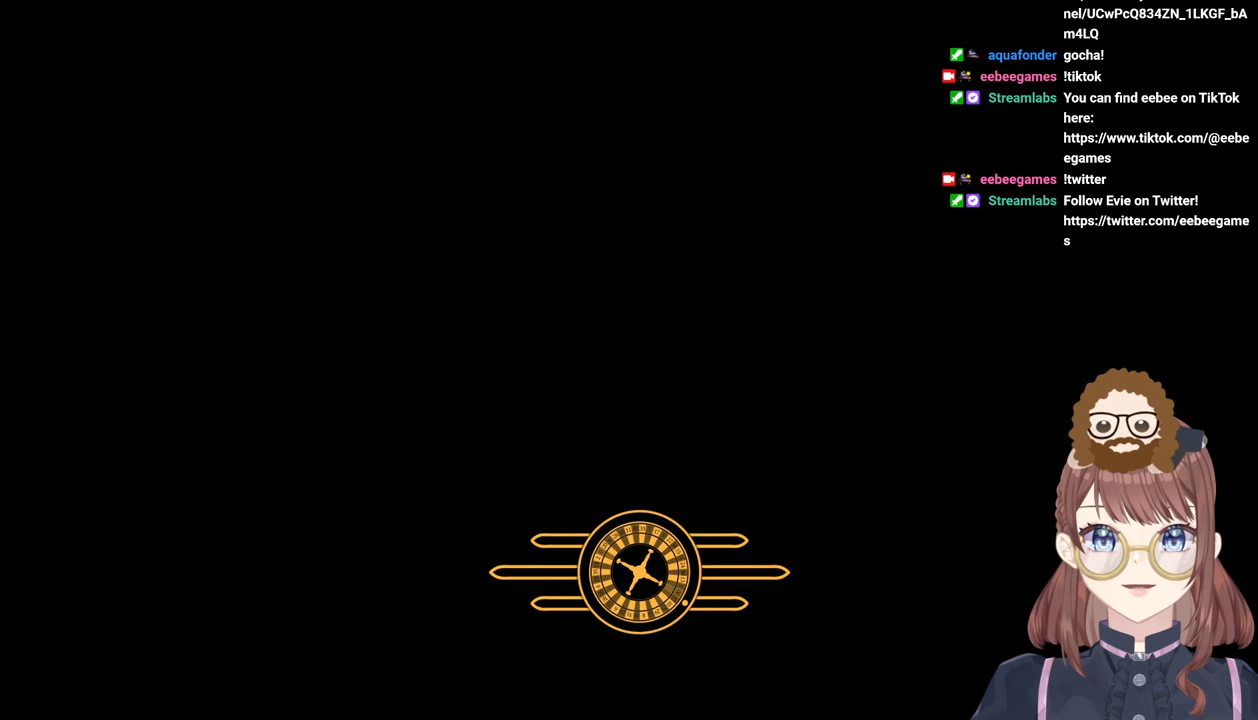 nel/UCwPcQ834ZN_1LKGF_bA
m4LQ
aquafonder gocha!
eebeegames !tiktok
Streamlabs You can find eebee on TikTok
here:
https://www.tiktok.com/@eebe
egames
eebeegames !twitter
Streamlabs Follow Evie on Twitter!
https://twitter.com/eebeegame
s